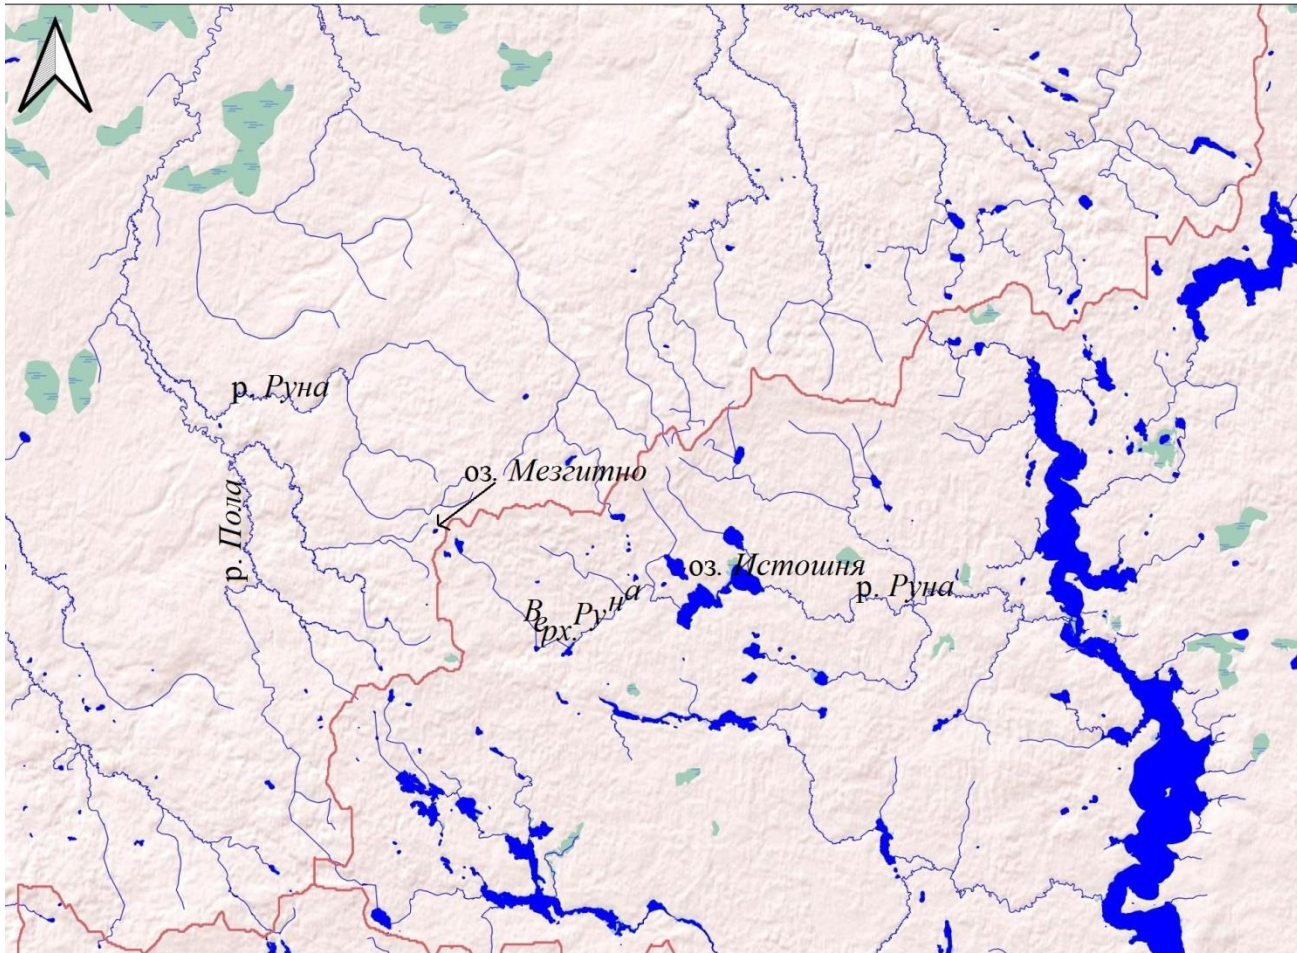 р. Руна
оз. Мезгитно
р. Пола
оз. Истошня
р. Руна
Верх. Руна